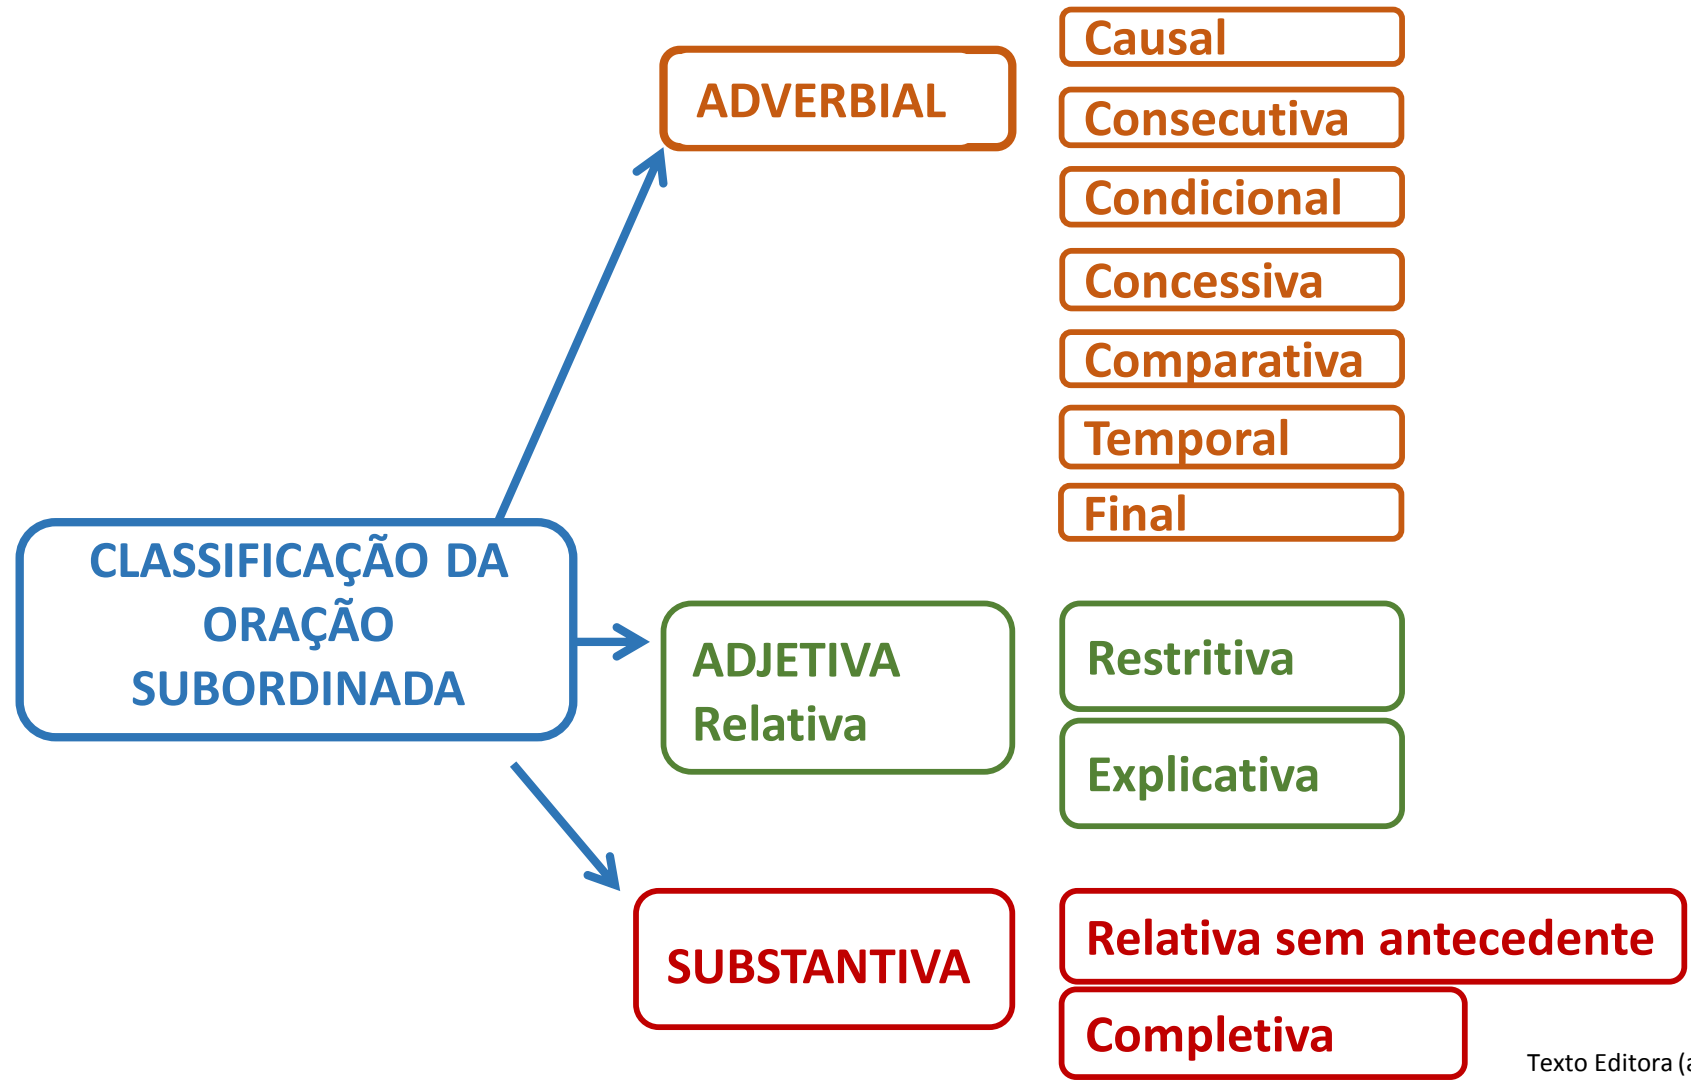 CLASSIFICAÇÃO DA
ORAÇÃO
SUBORDINADA
ADVERBIAL
Causal
Consecutiva
Condicional
Concessiva
Comparativa
Temporal
Final
ADJETIVA
Relativa
Restritiva
Explicativa
SUBSTANTIVA
Relativa sem antecedente
Completiva
Texto Editora